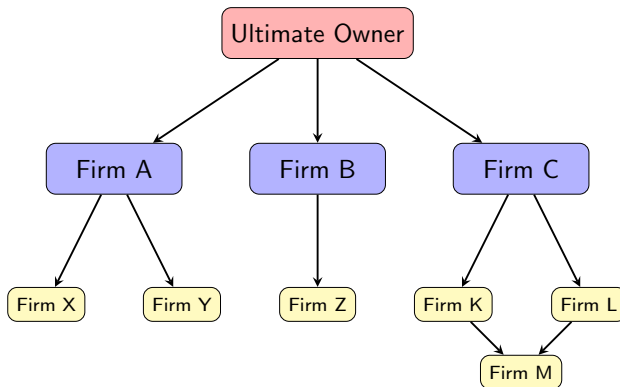 Ultimate Owner
Firm A
Firm B
Firm C
Firm X
Firm Y
Firm Z
Firm K
Firm L
Firm M